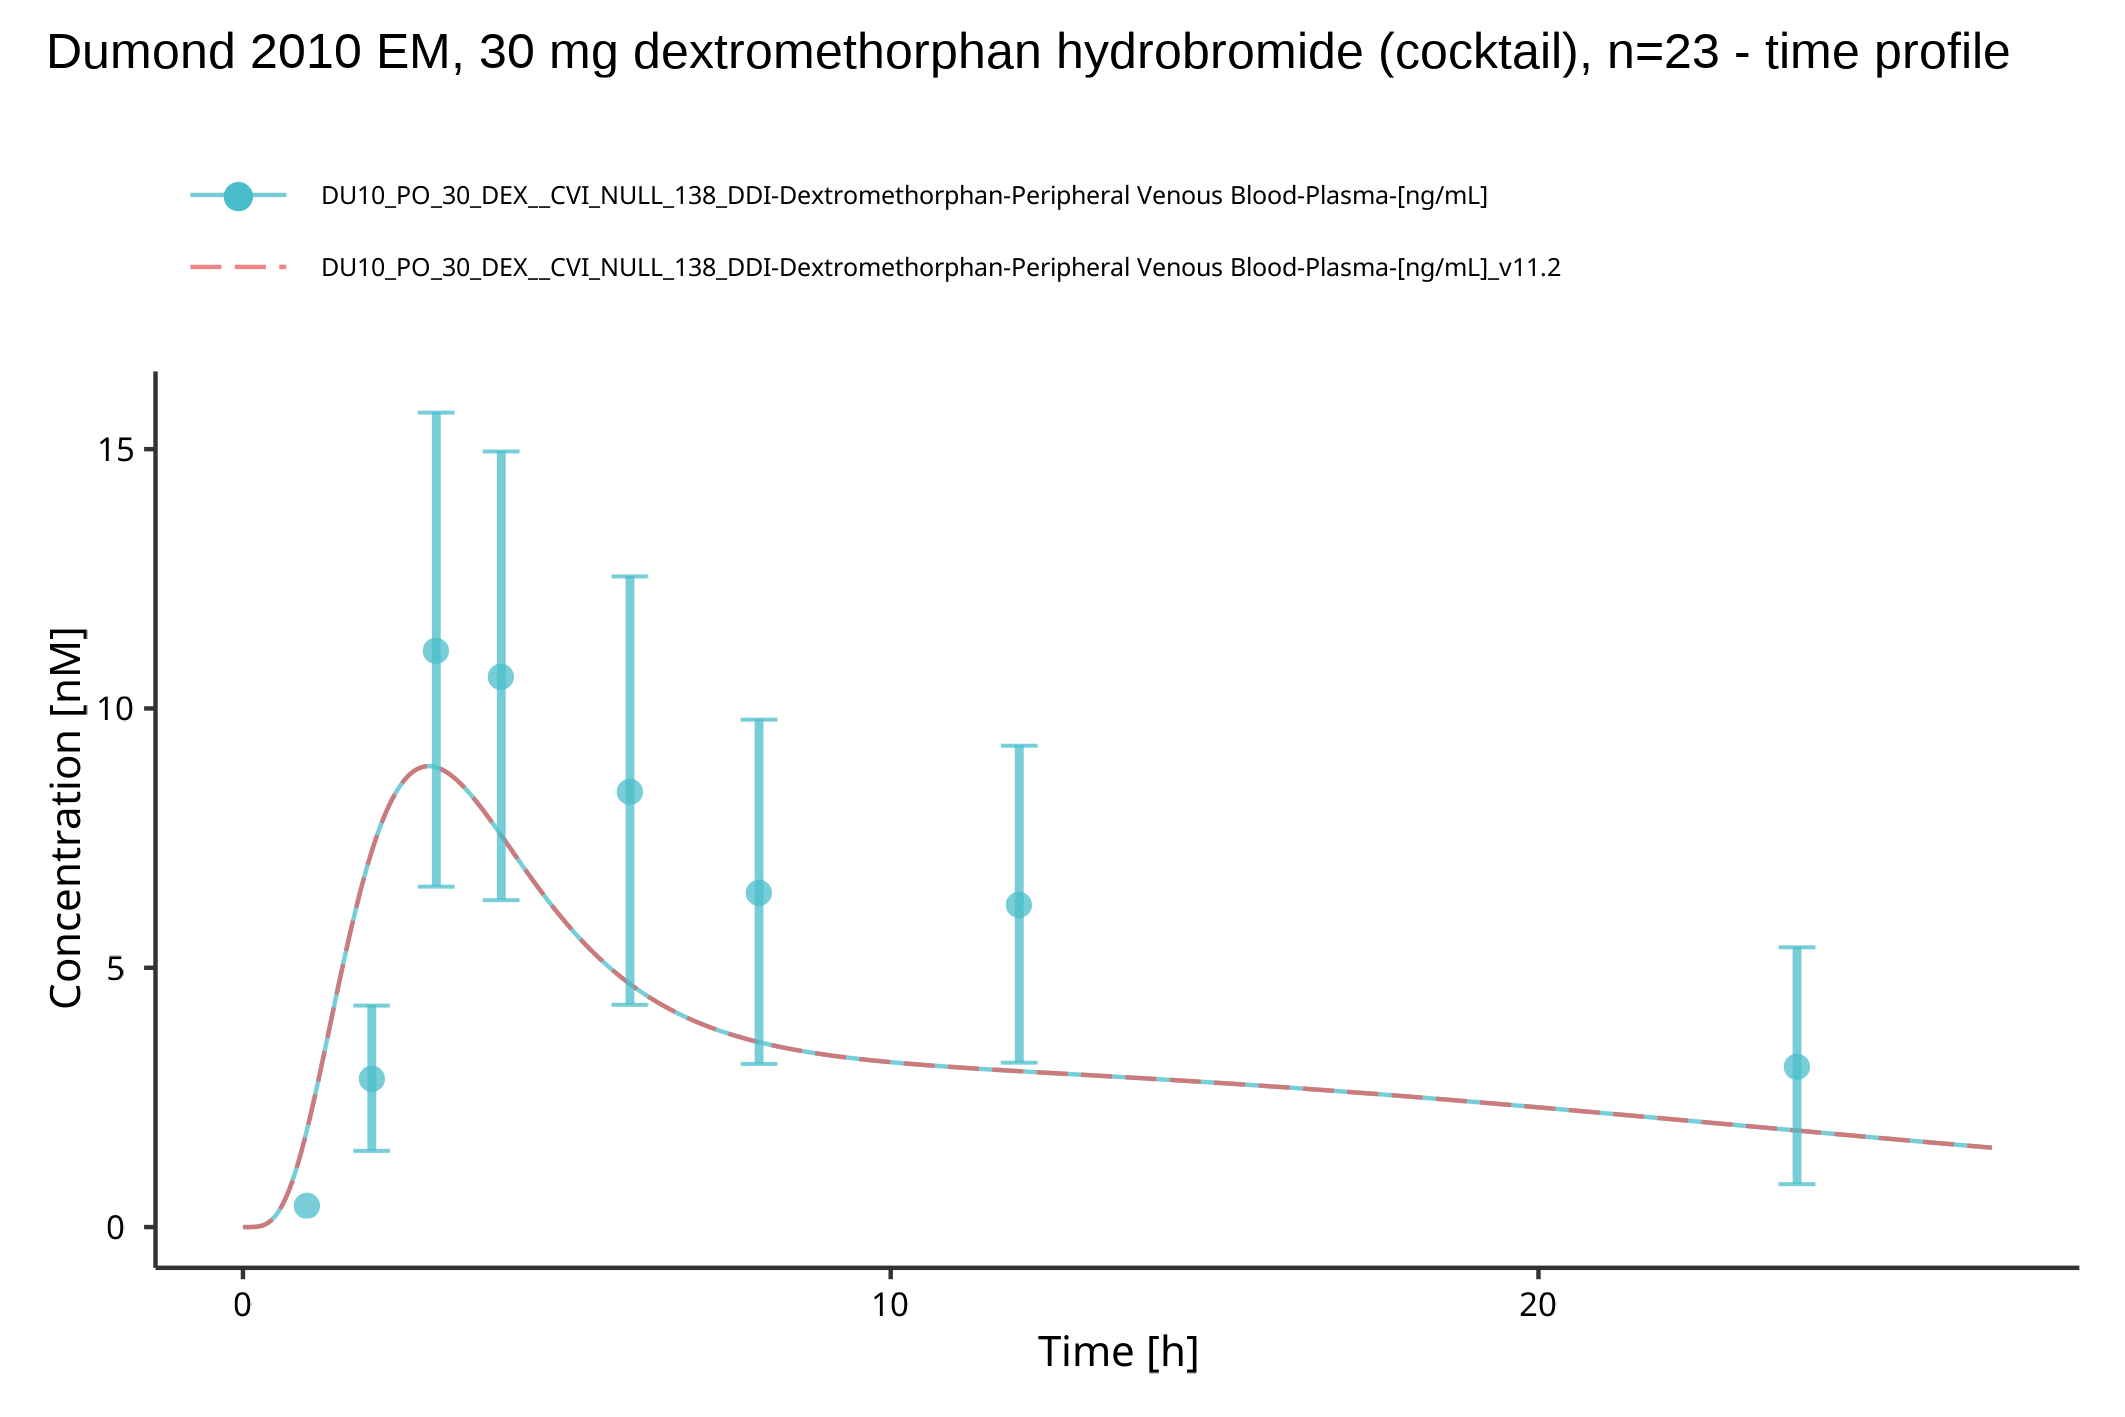 Dumond 2010 EM, 30 mg dextromethorphan hydrobromide (cocktail), n=23 - time profile
DU10_PO_30_DEX__CVI_NULL_138_DDI-Dextromethorphan-Peripheral Venous Blood-Plasma-[ng/mL]
DU10_PO_30_DEX__CVI_NULL_138_DDI-Dextromethorphan-Peripheral Venous Blood-Plasma-[ng/mL]_v11.2
Concentration [nM]
15
10
5
0
0
10
20
Time [h]